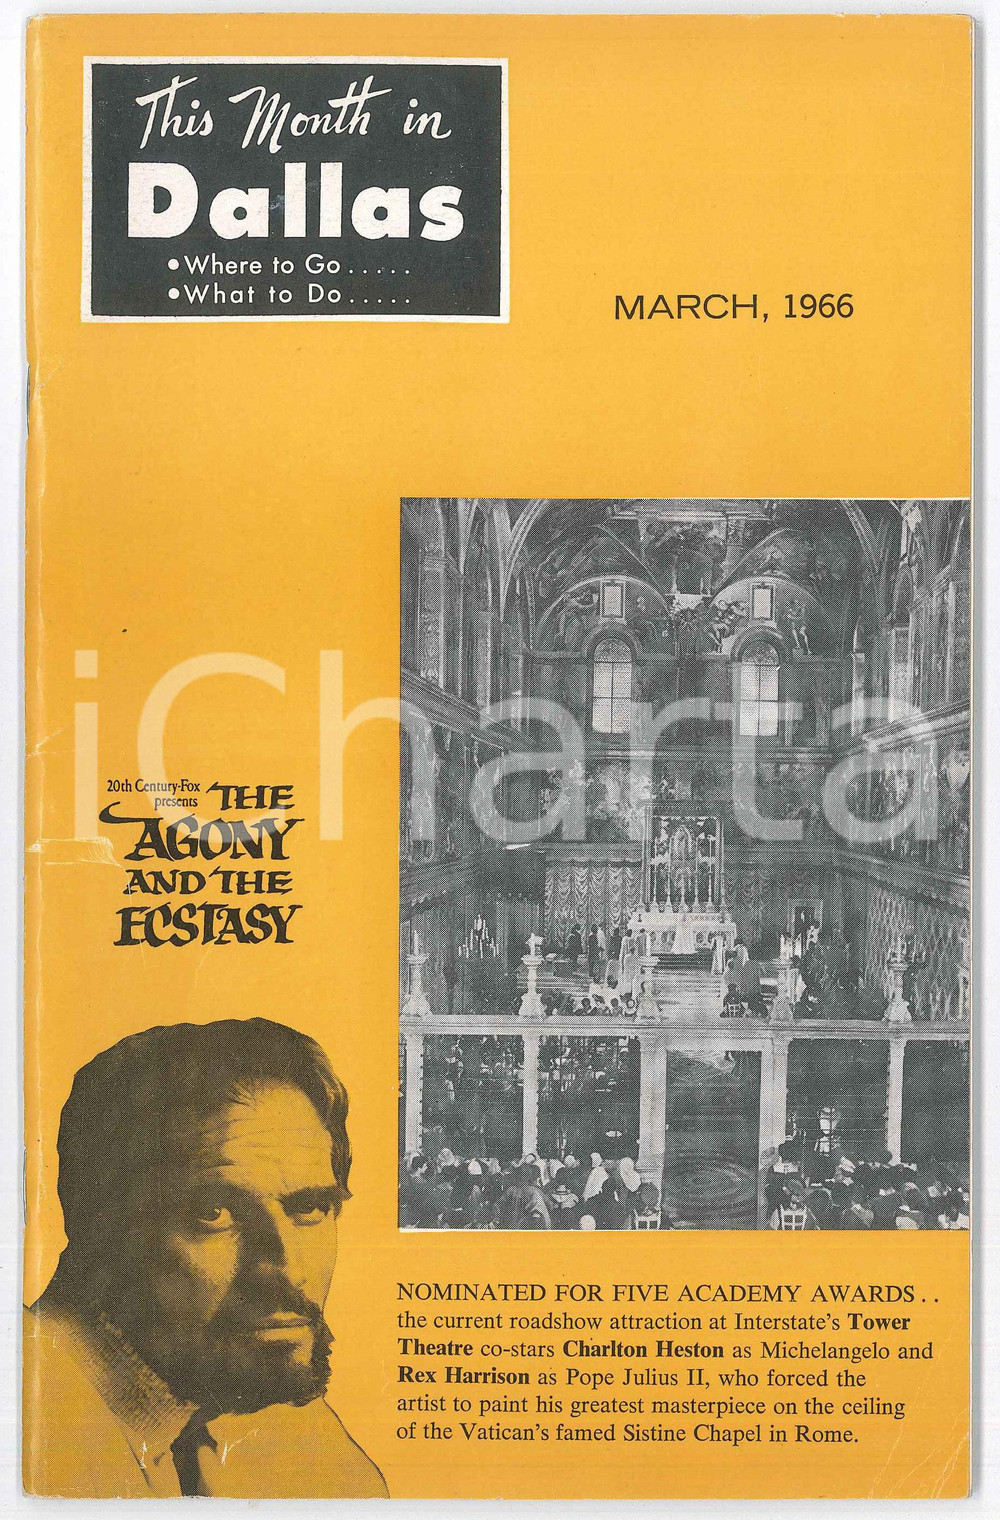 This Month in
Dallas
•Where to Go.....
•What to Do.....
MARCH, 1966
iCharta
20th Century-Fox
presents THE
AGONY
AND THE
ECSTASY
NOMINATED FOR FIVE ACADEMY AWARDS..
the current roadshow attraction at Interstate's Tower
Theatre co-stars Charlton Heston as Michelangelo and
Rex Harrison as Pope Julius II, who forced the
artist to paint his greatest masterpiece on the ceiling
of the Vatican's famed Sistine Chapel in Rome.